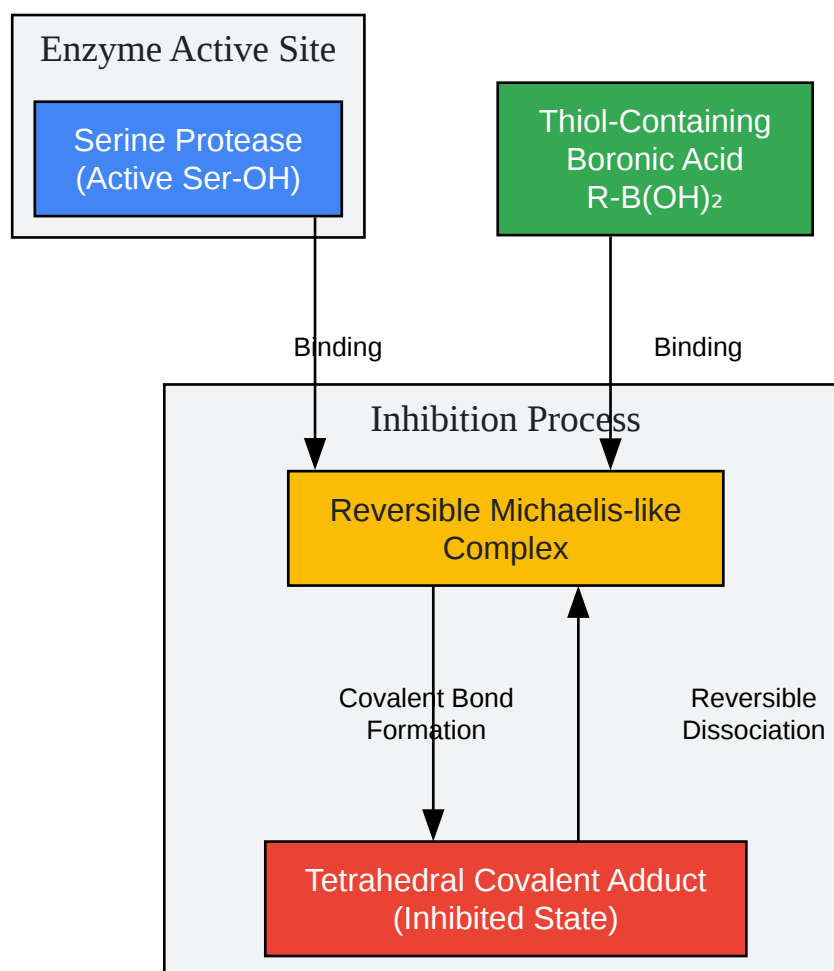 Enzyme Active Site
Serine Protease
(Active Ser-OH)
Thiol-Containing
Boronic Acid
R-B(OH)₂
Binding
Binding
Inhibition Process
Reversible Michaelis-like
Complex
Covalent Bond
Formation
Reversible
Dissociation
Tetrahedral Covalent Adduct
(Inhibited State)